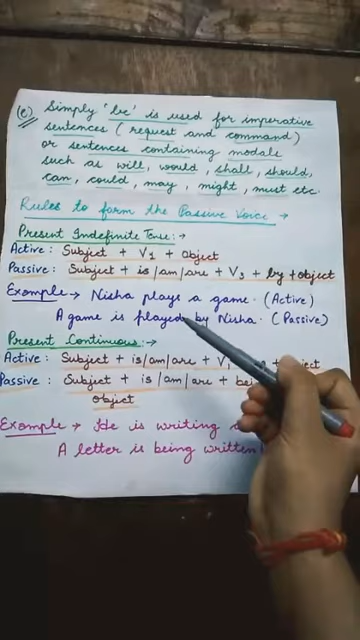 (e) Simply 'be' is used for imperative
sentences (request and command)
or sentences containing modals
such as will, would, shall, should,
can, could, may, might, must etc.
Rules to form the Passive Voice →
Present Indefinite Tense :→
Active: Subject + V1 + object
Passive: Subject + is/am/are + V3 + by + object
Example → Nisha plays a game. (Active)
A game is played by Nisha. (Passive)
Present Continuous :→
Active: Subject + is/am/are + V
Passive: Subject + is/am/are +
object
Example → He is writing
A letter is being written